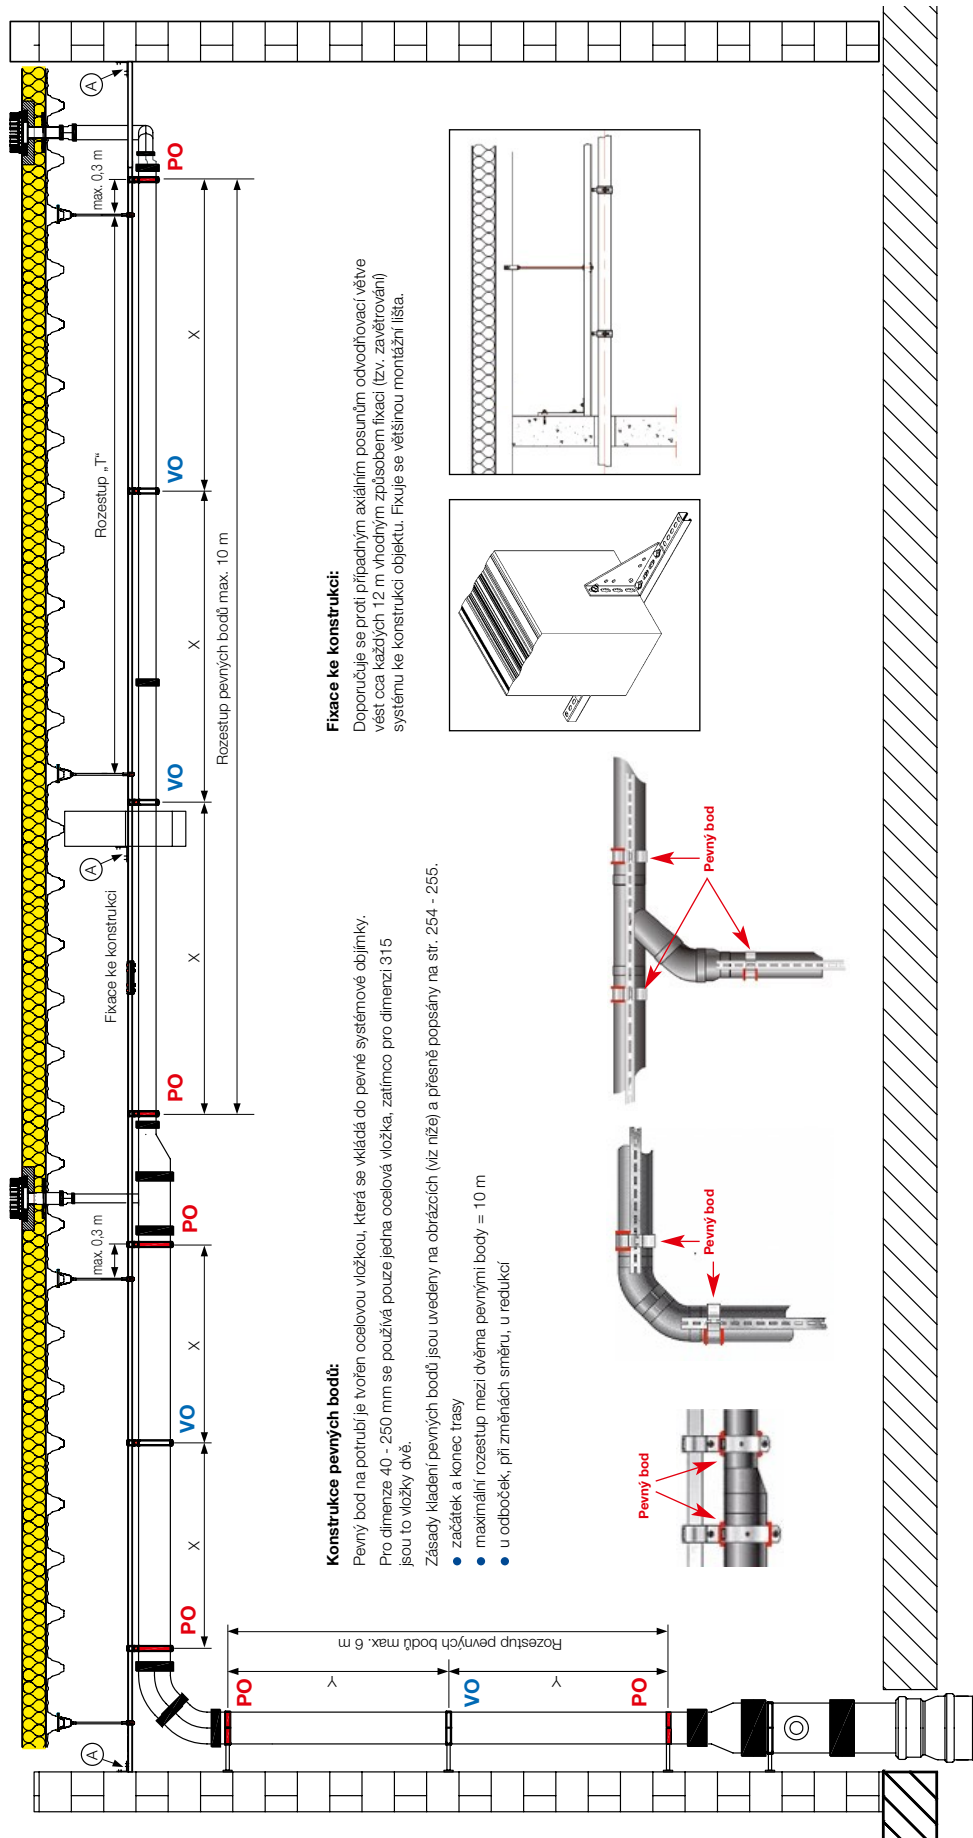 A
max. 0,3 m
PO
Rozestup „T“
X
VO
X
Rozestup pevných bodů max. 10 m
VO
A
Fixace ke konstrukci
X
PO
PO
max. 0,3 m
X
VO
X
PO
A
PO
Y
Rozestup pevných bodů max. 6 m
VO
Y
PO
Konstrukce pevných bodů:
Pevný bod na potrubí je tvořen ocelovou vložkou, která se vkládá do pevné systémové objímky.
Pro dimenze 40 - 250 mm se používá pouze jedna ocelová vložka, zatímco pro dimenzi 315
jsou to vložky dvě.
Zásady kladení pevných bodů jsou uvedeny na obrázcích (viz níže) a přesně popsány na str. 254 - 255.
● začátek a konec trasy
● maximální rozestup mezi dvěma pevnými body = 10 m
● u odboček, při změnách směru, u redukcí
Fixace ke konstrukci:
Doporučuje se proti případným axiálním posunům odvodňovací větve
vést cca každých 12 m vhodným způsobem fixaci (tzv. zavětrování)
systému ke konstrukci objektu. Fixuje se většinou montážní lišta.
Pevný bod
Pevný bod
Pevný bod